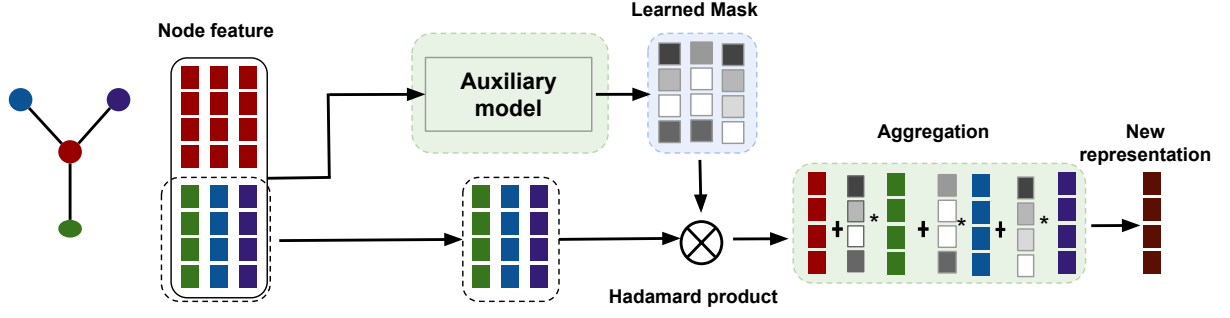 Learned Mask
Node feature
Auxiliary
model
Aggregation
New
representation
+ * + * + *
Hadamard product